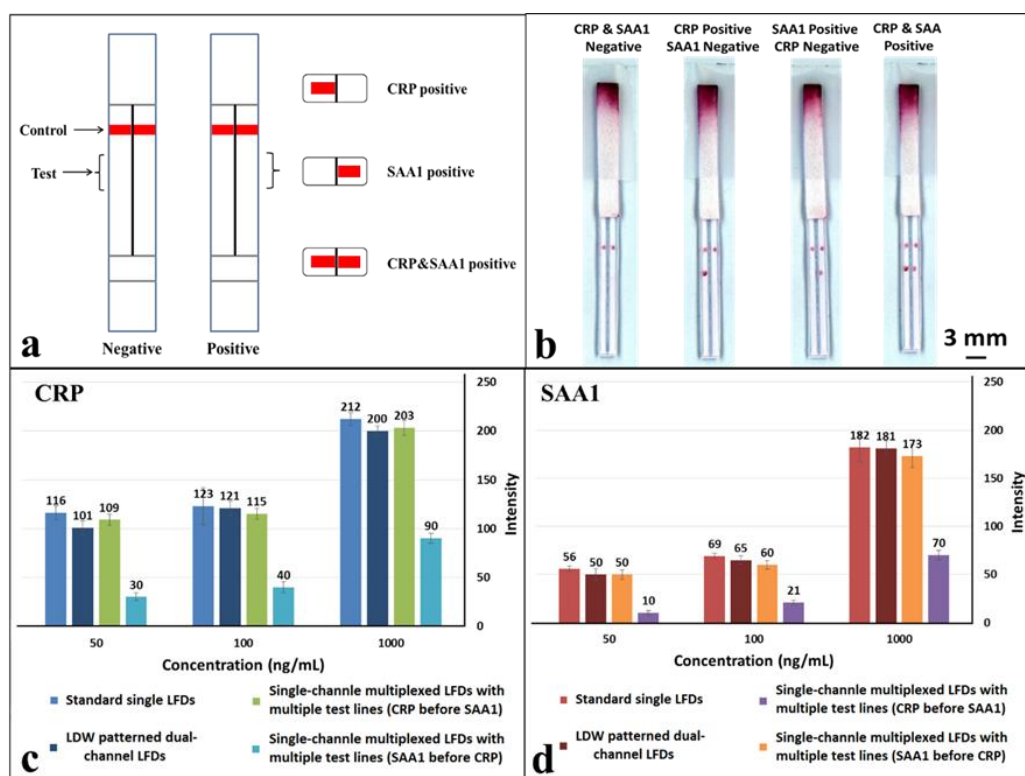 Control
Test
Negative
Positive
CRP positive
SAA1 positive
CRP&SAA1 positive
a
CRP & SAA1
Negative
CRP Positive
SAA1 Negative
SAA1 Positive
CRP Negative
CRP & SAA
Positive
3 mm
b
CRP
250
200
150
100
50
0
Intensity
116
101
109
30
123
121
115
40
212
200
203
90
50
100
1000
Concentration (ng/mL)
Standard single LFDs
LDW patterned dual-
channel LFDs
Single-channle multiplexed LFDs with
multiple test lines (CRP before SAA1)
Single-channle multiplexed LFDs with
multiple test lines (SAA1 before CRP)
c
SAA1
250
200
150
100
50
0
Intensity
56
50
50
10
69
65
60
21
182
181
173
70
50
100
1000
Concentration (ng/mL)
Standard single LFDs
LDW patterned dual-
channel LFDs
Single-channle multiplexed LFDs with
multiple test lines (CRP before SAA1)
Single-channle multiplexed LFDs with
multiple test lines (SAA1 before CRP)
d